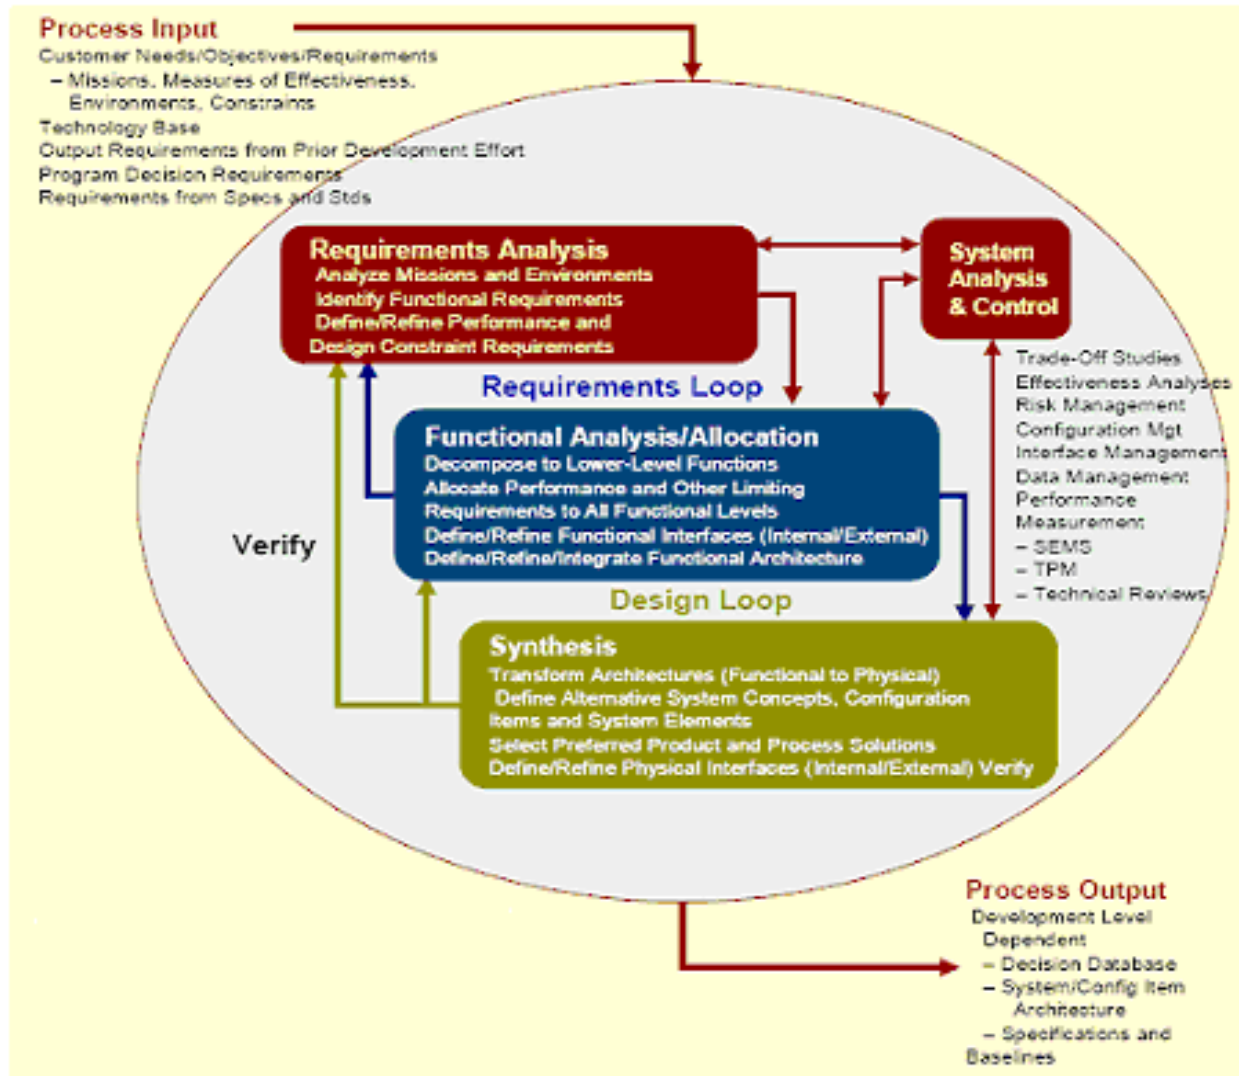 Process Input
Customer Needs/Objectives/Requirements
– Missions, Measures of Effectiveness,
Environments, Constraints
Technology Base
Output Requirements from Prior Development Effort
Program Decision Requirements
Requirements from Specs and Stds
Requirements Analysis
Analyze Missions and Environments
Identify Functional Requirements
Define/Refine Performance and
Design Constraint Requirements
System
Analysis
& Control
Trade-Off Studies
Effectiveness Analyses
Risk Management
Configuration Mgt
Interface Management
Data Management
Performance
Measurement
– SEMS
– TPM
– Technical Reviews
Requirements Loop
Functional Analysis/Allocation
Decompose to Lower-Level Functions
Allocate Performance and Other Limiting
Requirements to All Functional Levels
Define/Refine Functional Interfaces (Internal/External)
Define/Refine/Integrate Functional Architecture
Verify
Design Loop
Synthesis
Transform Architectures (Functional to Physical)
Define Alternative System Concepts, Configuration
Items and System Elements
Select Preferred Product and Process Solutions
Define/Refine Physical Interfaces (Internal/External) Verify
Process Output
Development Level
Dependent
– Decision Database
– System/Config Item
Architecture
– Specifications and
Baselines